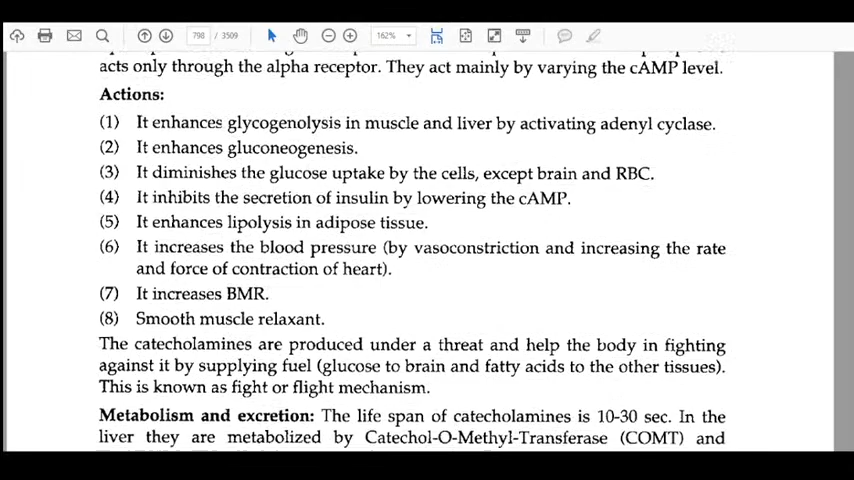 798 / 3509 162%
acts only through the alpha receptor. They act mainly by varying the cAMP level.
Actions:
(1) It enhances glycogenolysis in muscle and liver by activating adenyl cyclase.
(2) It enhances gluconeogenesis.
(3) It diminishes the glucose uptake by the cells, except brain and RBC.
(4) It inhibits the secretion of insulin by lowering the cAMP.
(5) It enhances lipolysis in adipose tissue.
(6) It increases the blood pressure (by vasoconstriction and increasing the rate
and force of contraction of heart).
(7) It increases BMR.
(8) Smooth muscle relaxant.
The catecholamines are produced under a threat and help the body in fighting
against it by supplying fuel (glucose to brain and fatty acids to the other tissues).
This is known as fight or flight mechanism.
Metabolism and excretion: The life span of catecholamines is 10-30 sec. In the
liver they are metabolized by Catechol-O-Methyl-Transferase (COMT) and